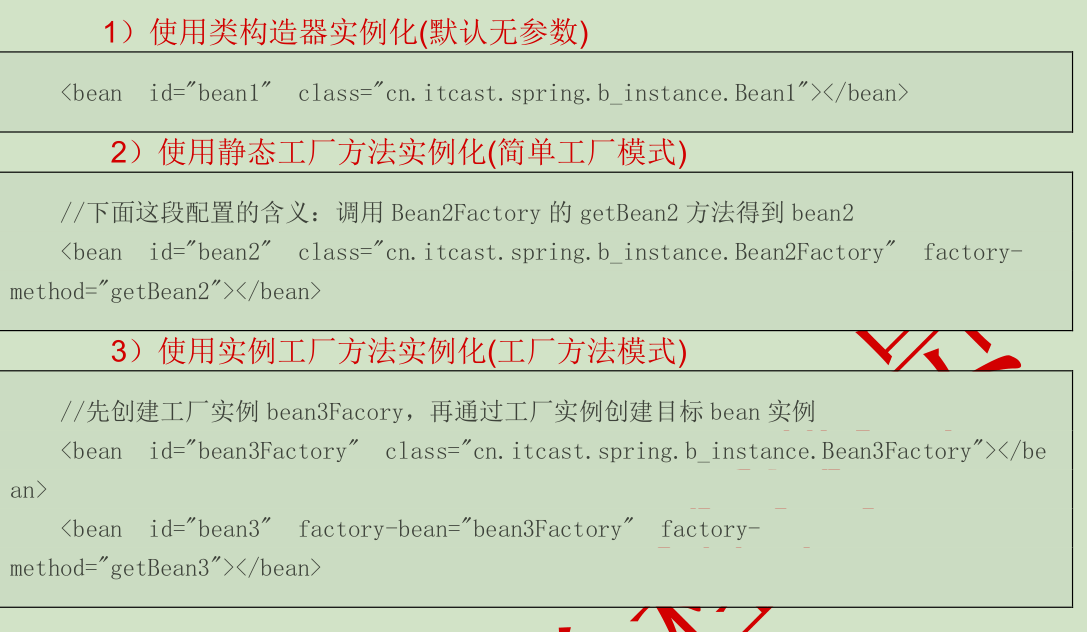 1）使用类构造器实例化(默认无参数)
<bean id="bean1" class="cn.itcast.spring.b_instance.Bean1"></bean>
2）使用静态工厂方法实例化(简单工厂模式)
//下面这段配置的含义：调用 Bean2Factory 的 getBean2 方法得到 bean2
<bean id="bean2" class="cn.itcast.spring.b_instance.Bean2Factory" factory-
method="getBean2"></bean>
3）使用实例工厂方法实例化(工厂方法模式)
//先创建工厂实例 bean3Facory，再通过工厂实例创建目标 bean 实例
<bean id="bean3Factory" class="cn.itcast.spring.b_instance.Bean3Factory"></be
an>
<bean id="bean3" factory-bean="bean3Factory" factory-
method="getBean3"></bean>